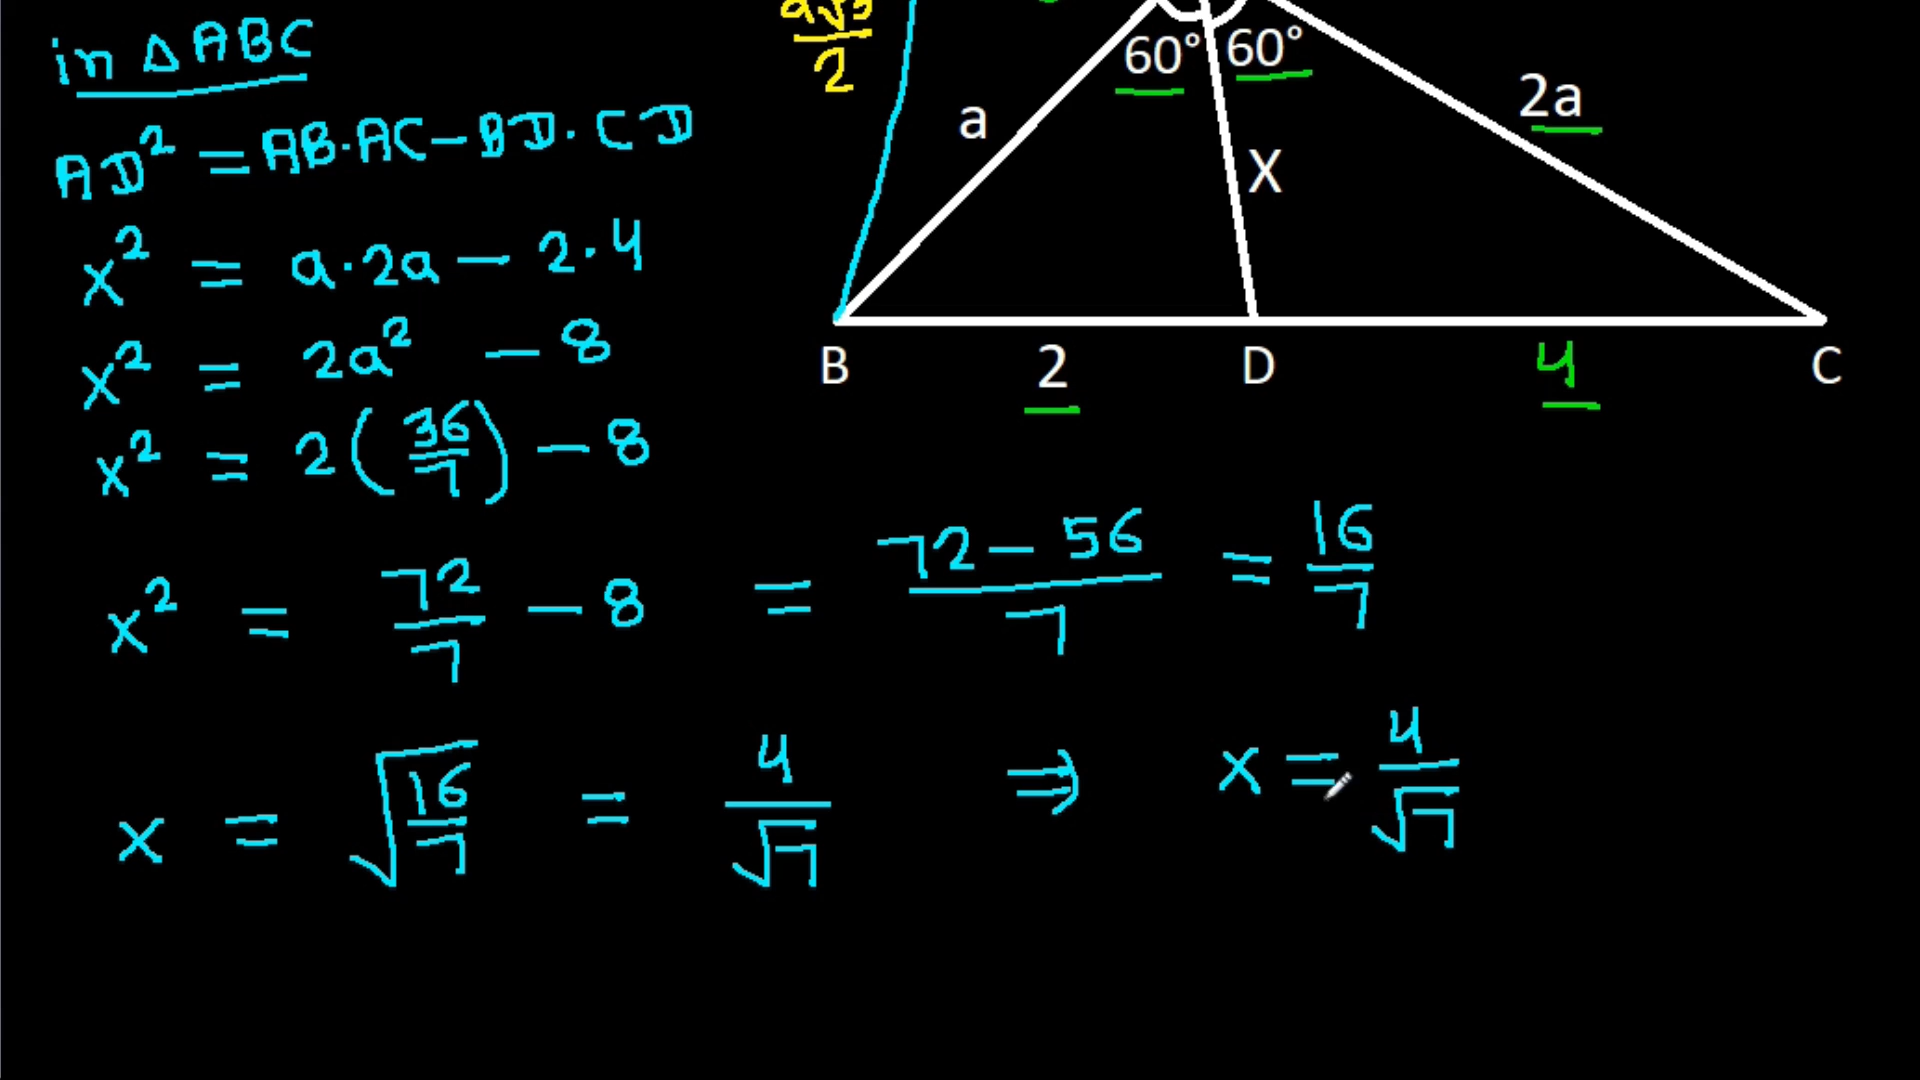 in △ABC
a√3/2
60° 60°
a
2a
X
AD² = AB·AC – BD·CD
x² = a·2a – 2·4
x² = 2a² – 8
B 2 D 4 C
x² = 2(36/7) – 8
x² = 72/7 – 8 = (72 – 56)/7 = 16/7
x = √(16/7) = 4/√7 ⇒ x = 4/√7